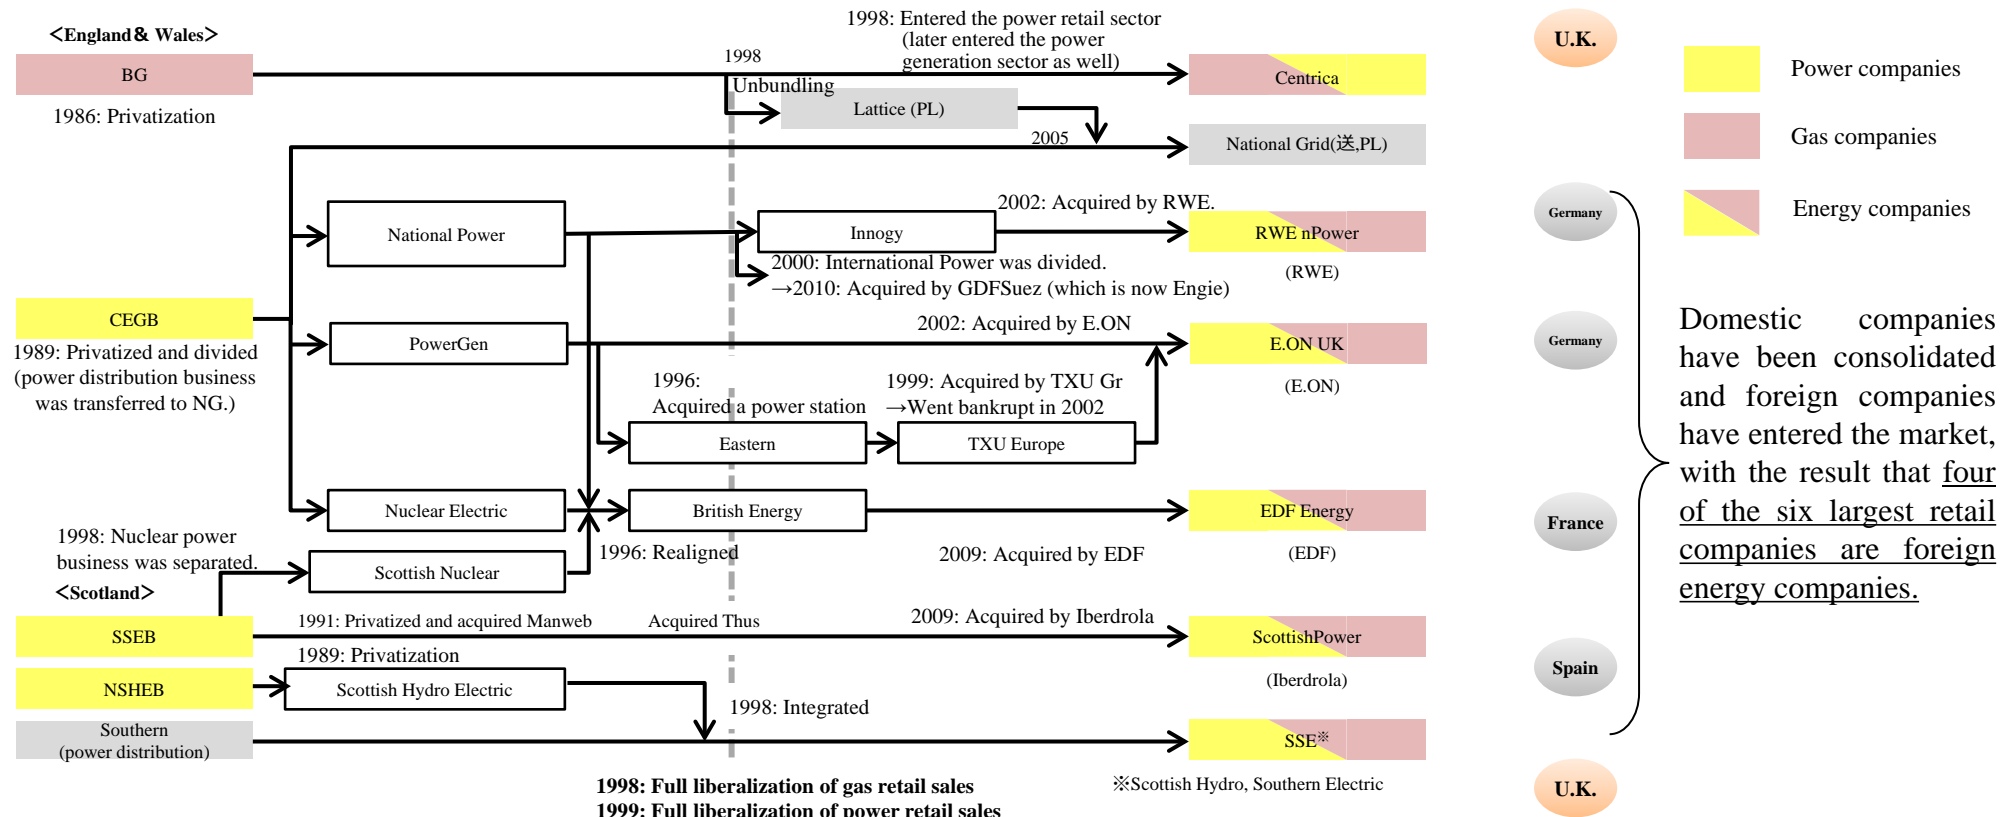 <England& Wales>
BG
1986: Privatization
1998: Entered the power retail sector
(later entered the power
generation sector as well)
1998
Unbundling
Centrica
Lattice (PL)
2005
National Grid(送,PL)
National Power
Innogy
2002: Acquired by RWE.
RWE nPower
(RWE)
2000: International Power was divided.
→2010: Acquired by GDFSuez (which is now Engie)
CEGB
1989: Privatized and divided
(power distribution business
was transferred to NG.)
PowerGen
2002: Acquired by E.ON
E.ON UK
(E.ON)
1996:
Acquired a power station
1999: Acquired by TXU Gr
→Went bankrupt in 2002
Eastern
TXU Europe
Nuclear Electric
British Energy
EDF Energy
(EDF)
1996: Realigned
2009: Acquired by EDF
1998: Nuclear power
business was separated.
Scottish Nuclear
<Scotland>
SSEB
1991: Privatized and acquired Manweb
Acquired Thus
2009: Acquired by Iberdrola
ScottishPower
(Iberdrola)
1989: Privatization
NSHEB
Scottish Hydro Electric
1998: Integrated
Southern
(power distribution)
SSE※
※Scottish Hydro, Southern Electric
1998: Full liberalization of gas retail sales
1999: Full liberalization of power retail sales
U.K.
Germany
Germany
France
Spain
U.K.
Power companies
Gas companies
Energy companies
Domestic companies
have been consolidated
and foreign companies
have entered the market,
with the result that four
of the six largest retail
companies are foreign
energy companies.